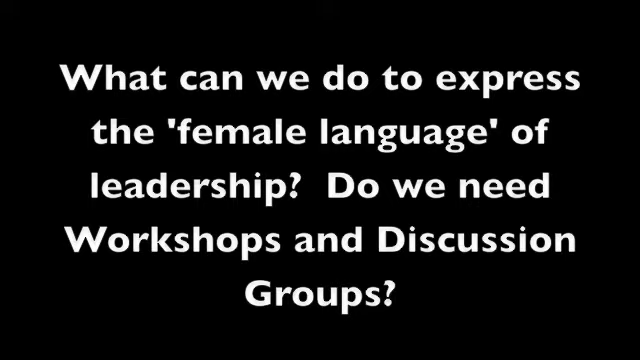 What can we do to express
the 'female language' of
leadership?  Do we need
Workshops and Discussion
Groups?